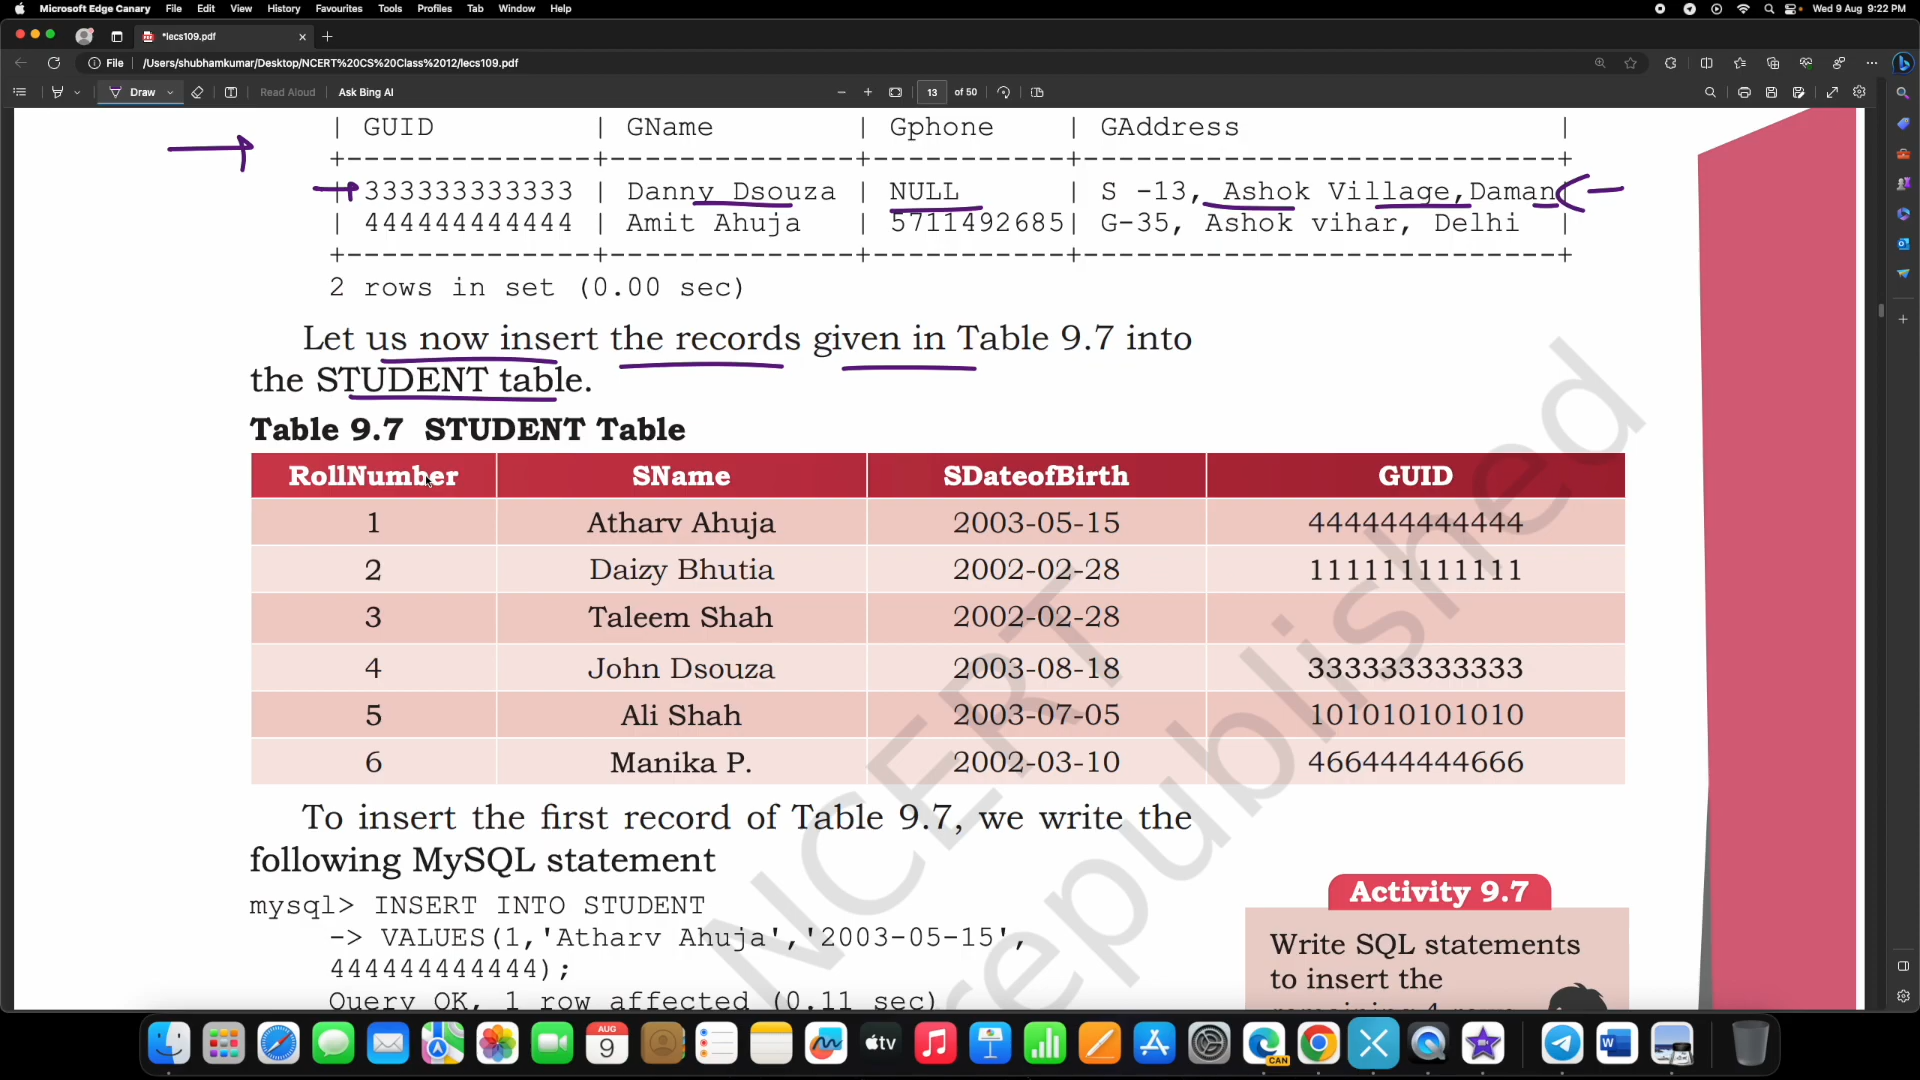 Microsoft Edge Canary File Edit View History Favourites Tools Profiles Tab Window Help Wed 9 Aug 9:22 PM
*lecs109.pdf
File /Users/shubhamkumar/Desktop/NCERT%20CS%20Class%2012/lecs109.pdf
Draw Read Aloud Ask Bing AI 13 of 50
| GUID | GName | Gphone | GAddress |
+--------------+--------------+------------+----------------------------+
| 333333333333 | Danny Dsouza | NULL | S -13, Ashok Village,Daman
| 444444444444 | Amit Ahuja | 5711492685| G-35, Ashok vihar, Delhi |
+--------------+--------------+------------+----------------------------+
2 rows in set (0.00 sec)
Let us now insert the records given in Table 9.7 into
the STUDENT table.
Table 9.7 STUDENT Table
RollNumber SName SDateofBirth GUID
1 Atharv Ahuja 2003-05-15 444444444444
2 Daizy Bhutia 2002-02-28 111111111111
3 Taleem Shah 2002-02-28
4 John Dsouza 2003-08-18 333333333333
5 Ali Shah 2003-07-05 101010101010
6 Manika P. 2002-03-10 466444444666
To insert the first record of Table 9.7, we write the
following MySQL statement
mysql> INSERT INTO STUDENT
-> VALUES(1,'Atharv Ahuja','2003-05-15',
444444444444);
Query OK, 1 row affected (0.11 sec)
Activity 9.7
Write SQL statements
to insert the
remaining 4 rows
NCERT
republished
AUG
9
tv
CAN
W